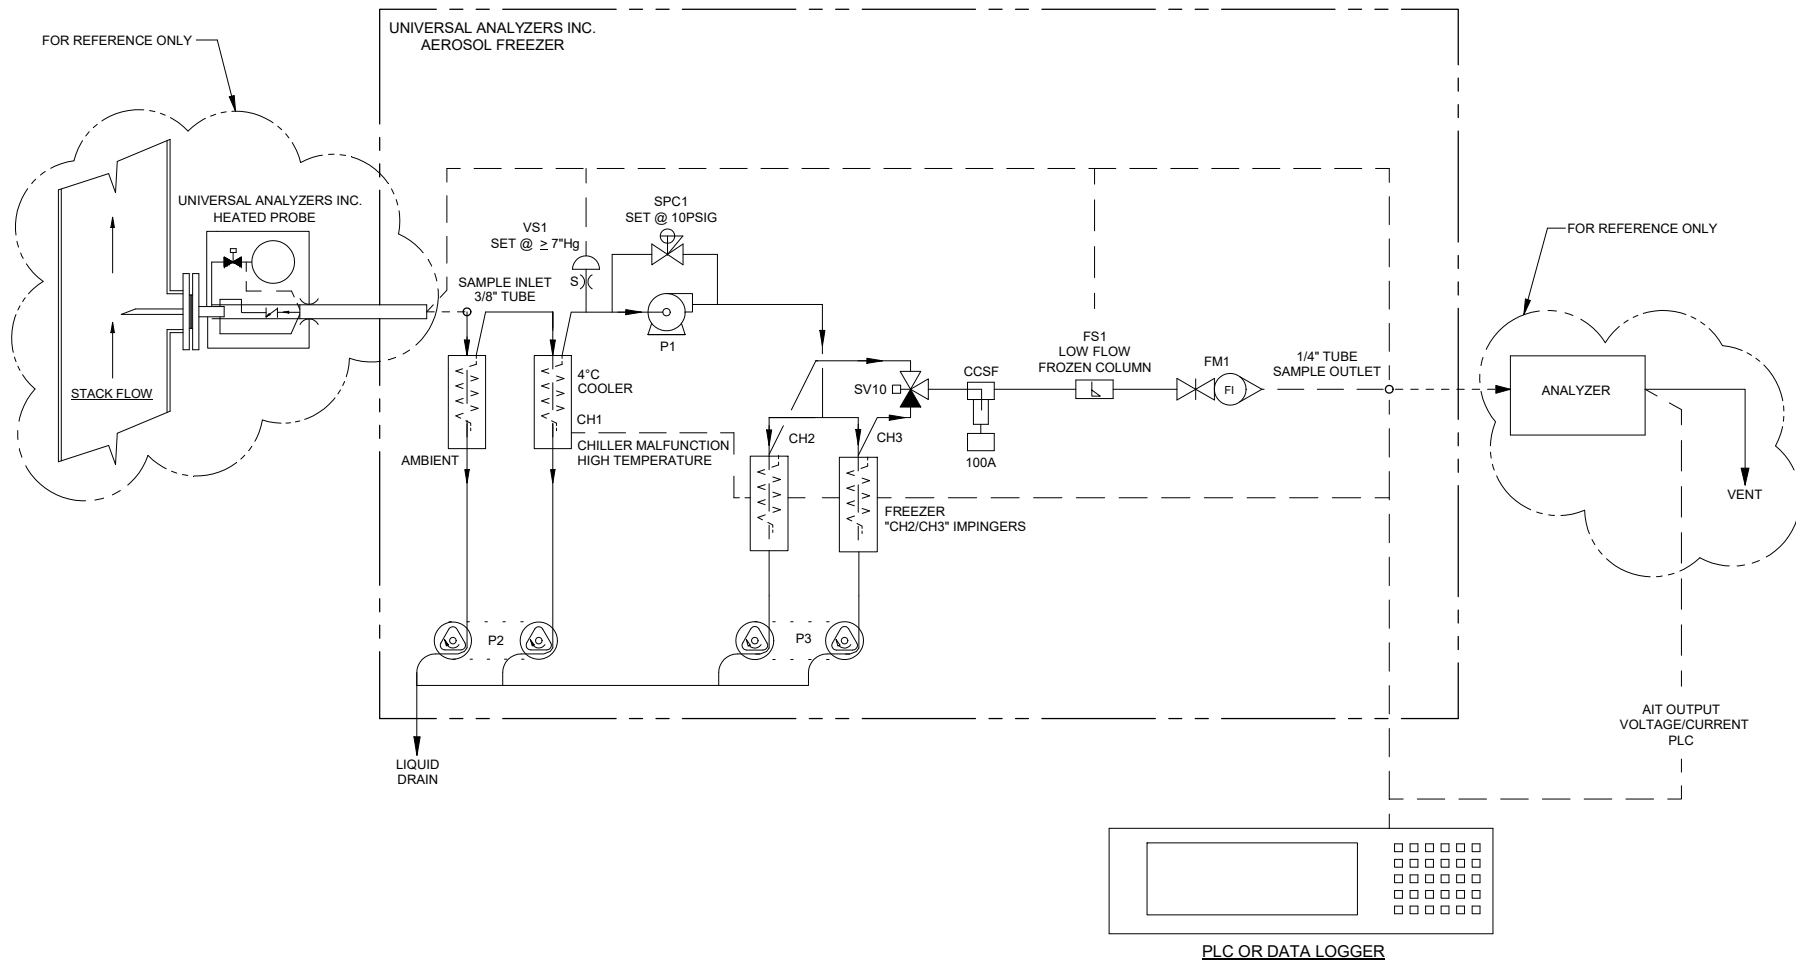 UNIVERSAL ANALYZERS INC.
AEROSOL FREEZER
FOR REFERENCE ONLY
UNIVERSAL ANALYZERS INC.
HEATED PROBE
STACK FLOW
SAMPLE INLET
3/8" TUBE
VS1
SET @ ≥ 7"Hg
S
SPC1
SET @ 10PSIG
P1
AMBIENT
4°C
COOLER
CH1
CHILLER MALFUNCTION
HIGH TEMPERATURE
CH2
CH3
SV10
CCSF
100A
FREEZER
"CH2/CH3" IMPINGERS
FS1
LOW FLOW
FROZEN COLUMN
FM1
FI
1/4" TUBE
SAMPLE OUTLET
FOR REFERENCE ONLY
ANALYZER
VENT
P2
P3
LIQUID
DRAIN
AIT OUTPUT
VOLTAGE/CURRENT
PLC
PLC OR DATA LOGGER